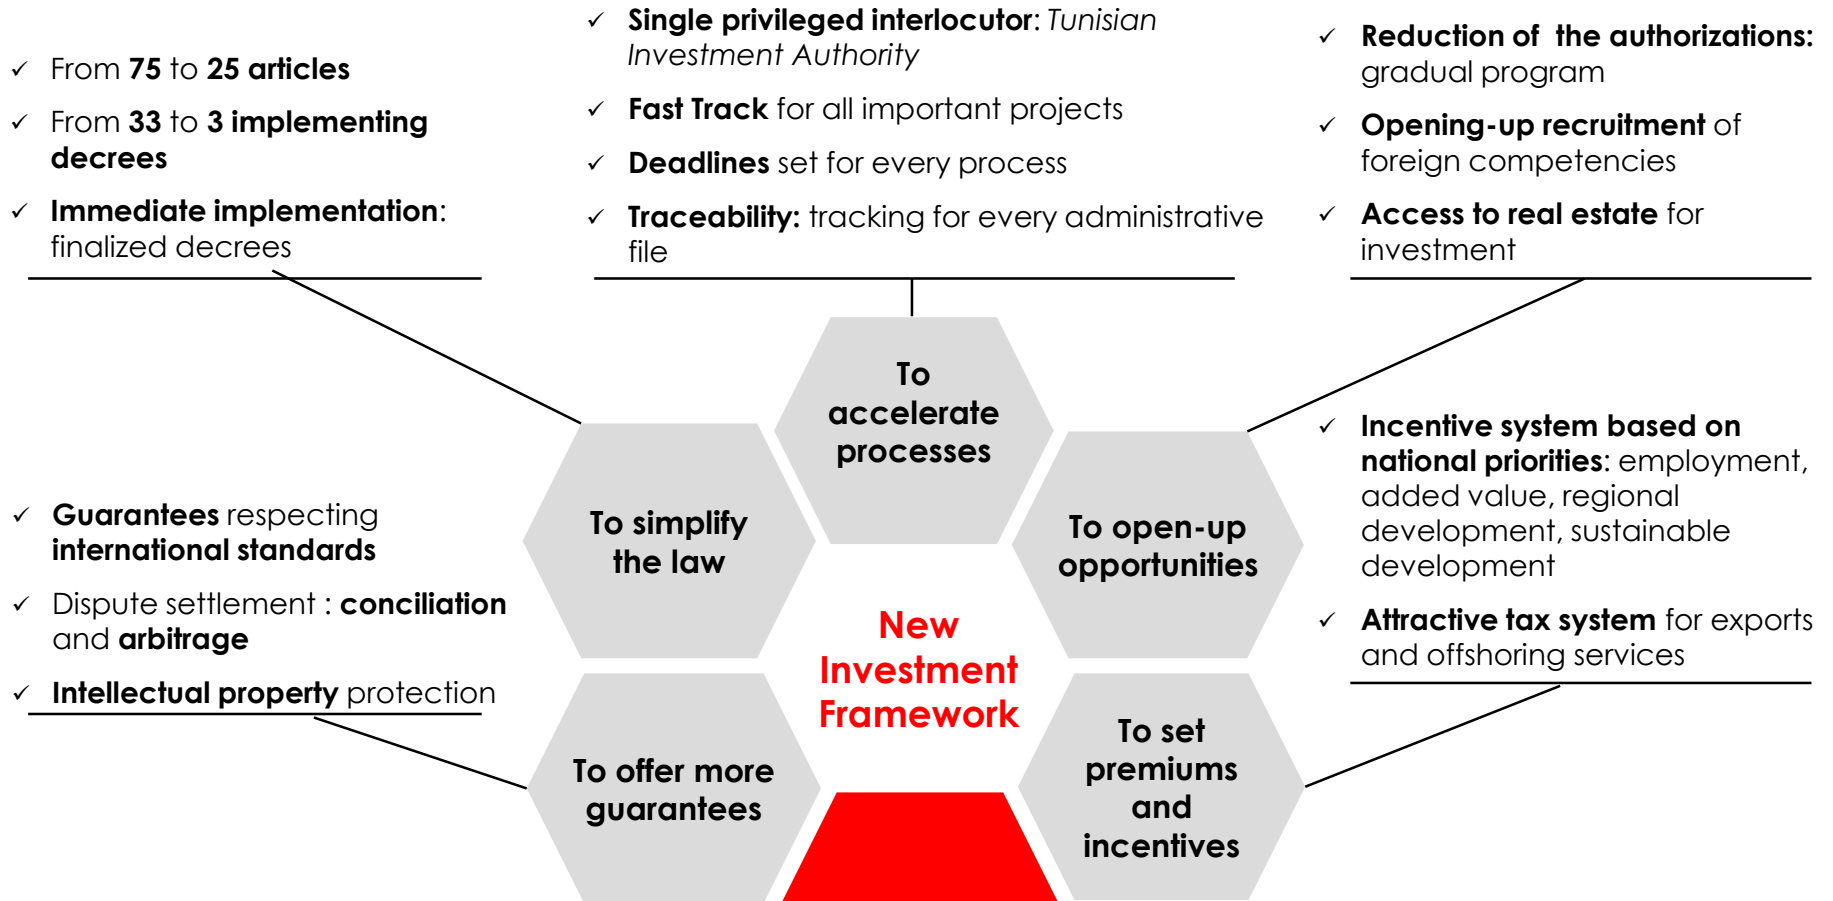 ✓ From 75 to 25 articles
✓ From 33 to 3 implementing
decrees
✓ Immediate implementation:
finalized decrees
✓ Single privileged interlocutor: Tunisian
Investment Authority
✓ Fast Track for all important projects
✓ Deadlines set for every process
✓ Traceability: tracking for every administrative
file
✓ Reduction of the authorizations:
gradual program
✓ Opening-up recruitment of
foreign competencies
✓ Access to real estate for
investment
To
accelerate
processes
To simplify
the law
To open-up
opportunities
✓ Guarantees respecting
international standards
✓ Dispute settlement : conciliation
and arbitrage
✓ Intellectual property protection
✓ Incentive system based on
national priorities: employment,
added value, regional
development, sustainable
development
✓ Attractive tax system for exports
and offshoring services
New
Investment
Framework
To offer more
guarantees
To set
premiums
and
incentives